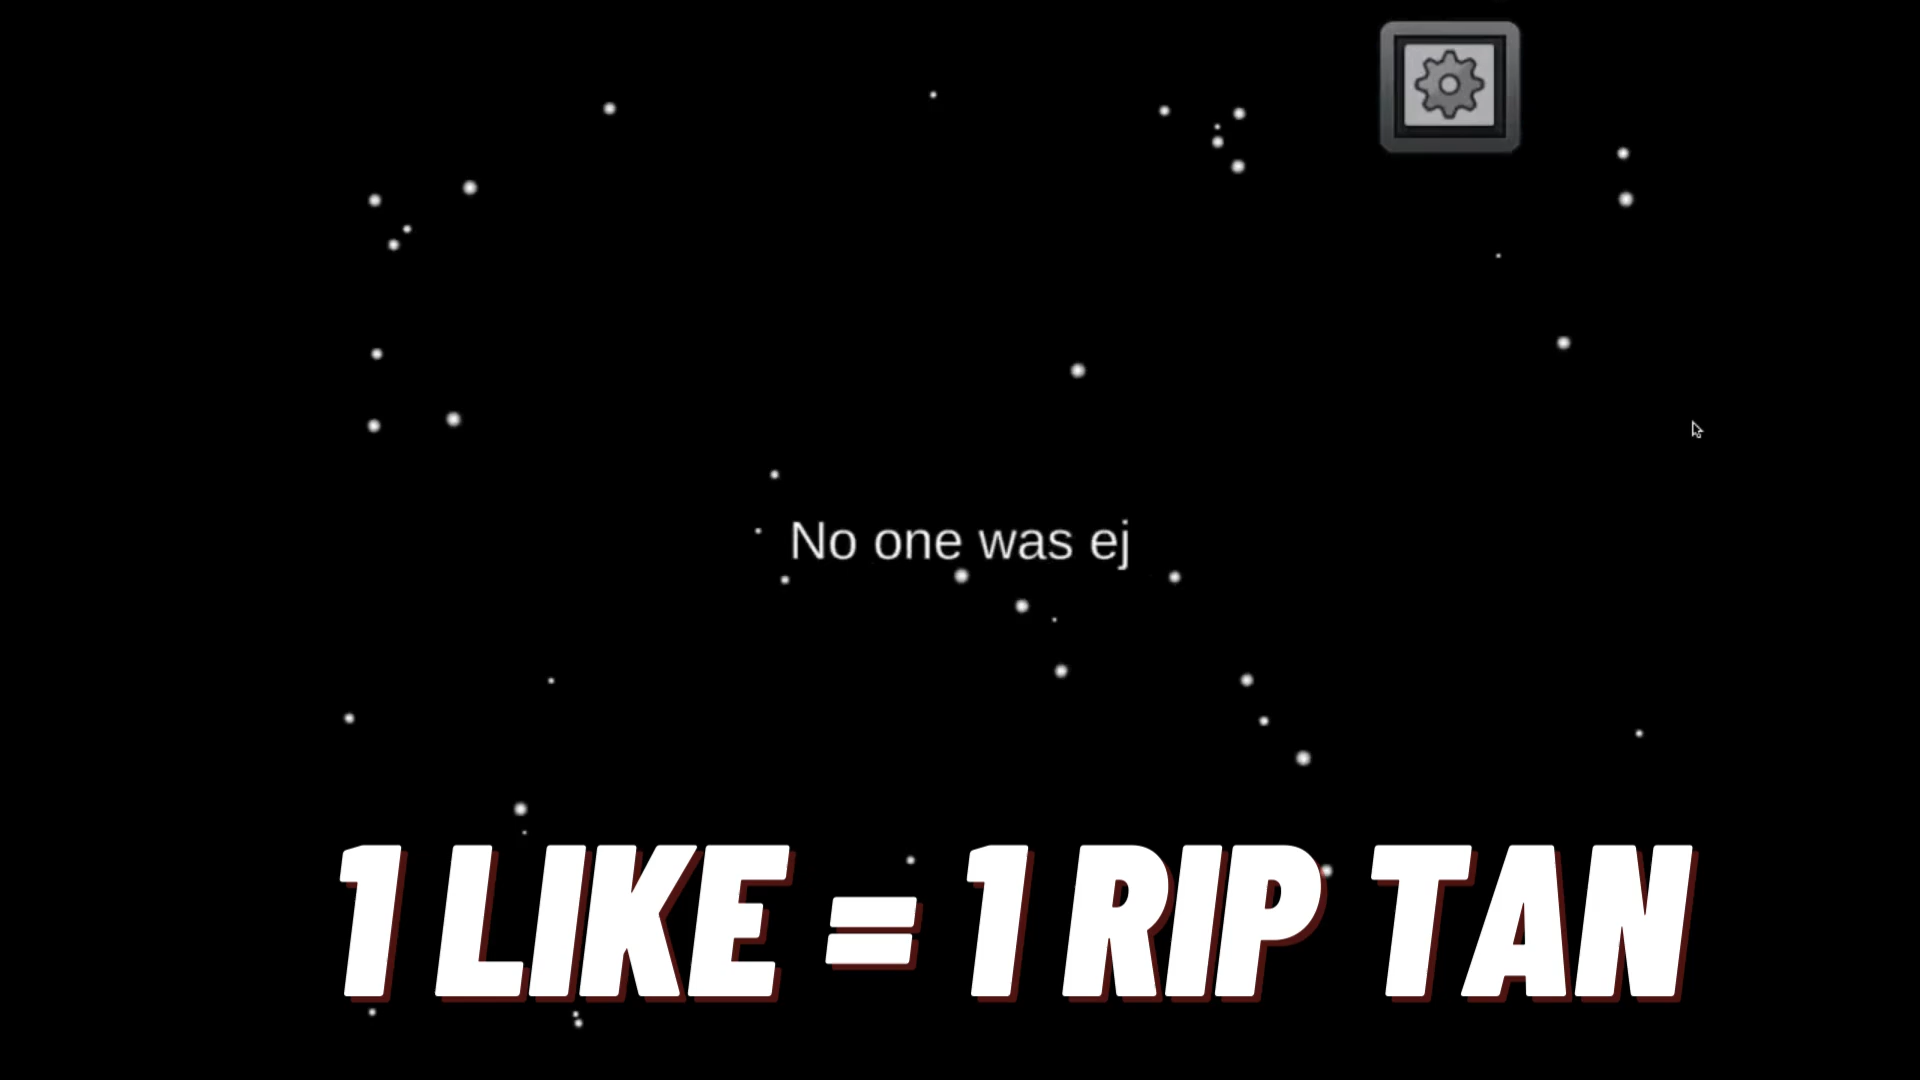 No one was ej
1 LIKE = 1 RIP TAN